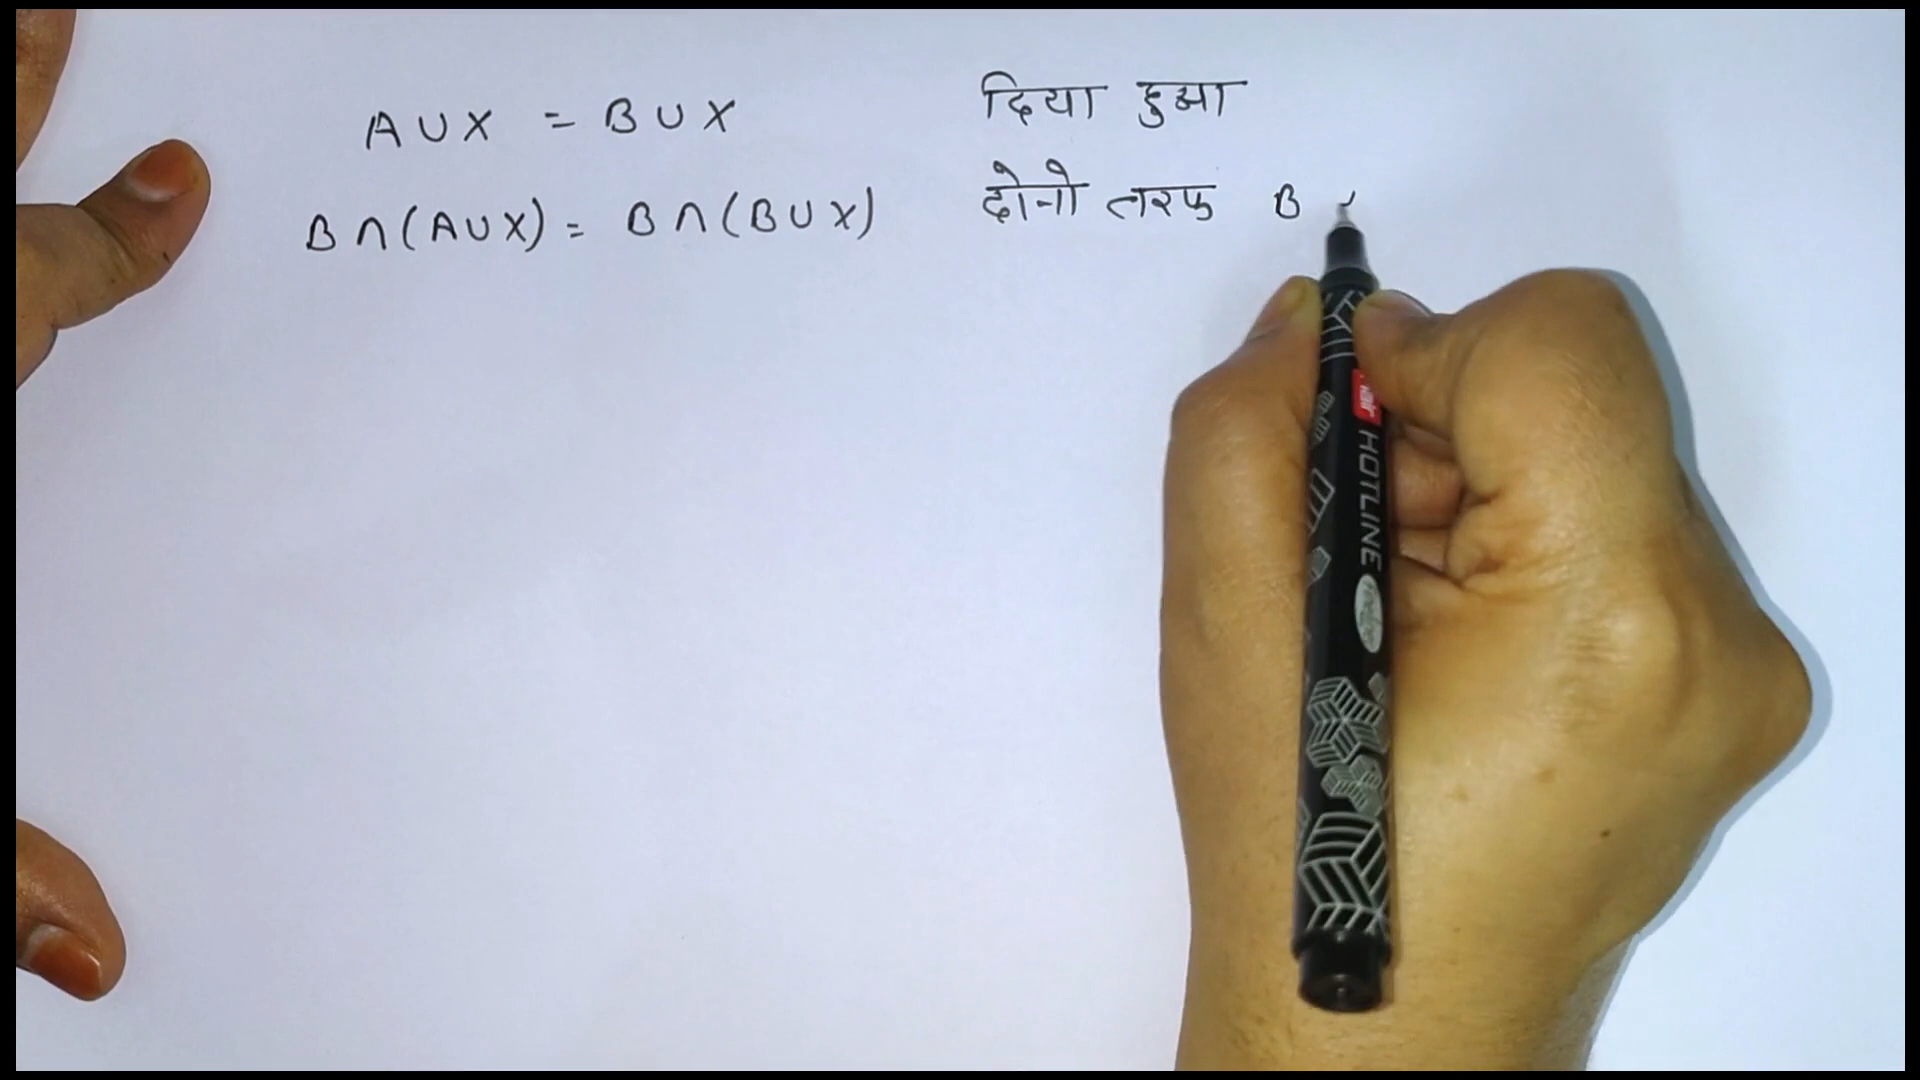 A ∪ X = B ∪ X दिया हुआ
B ∩ (A ∪ X) = B ∩ (B ∪ X) दोनो तरफ B
HOTLINE